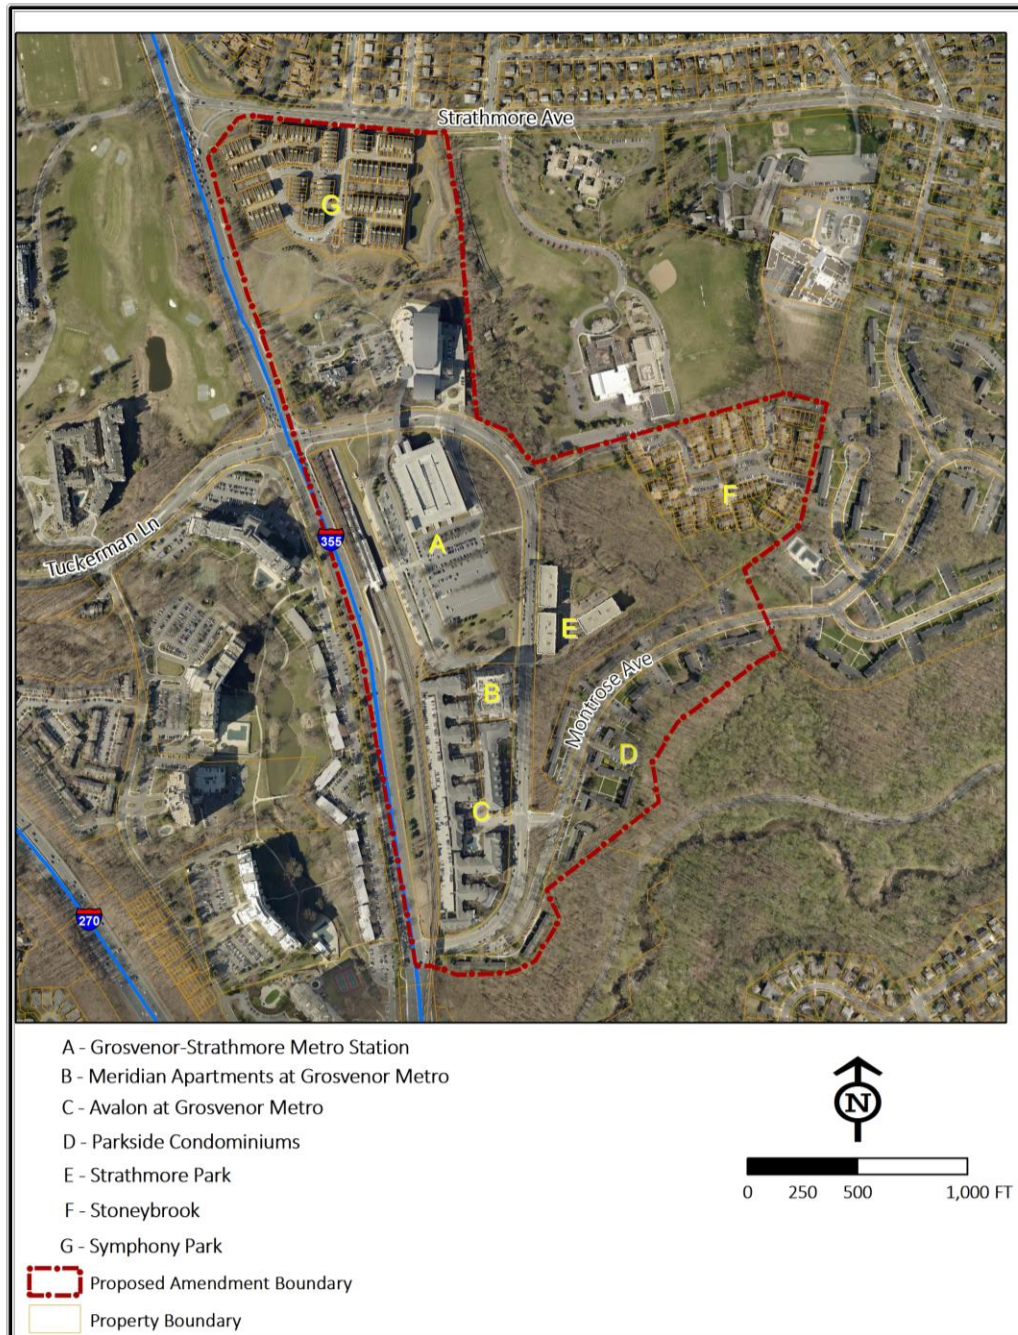 Strathmore Ave
G
F
355
A
Tuckerman Ln
E
B
Montrose Ave
D
C
270
A - Grosvenor-Strathmore Metro Station
B - Meridian Apartments at Grosvenor Metro
C - Avalon at Grosvenor Metro
D - Parkside Condominiums
E - Strathmore Park
F - Stoneybrook
G - Symphony Park
Proposed Amendment Boundary
Property Boundary
N
0 250 500 1,000 FT